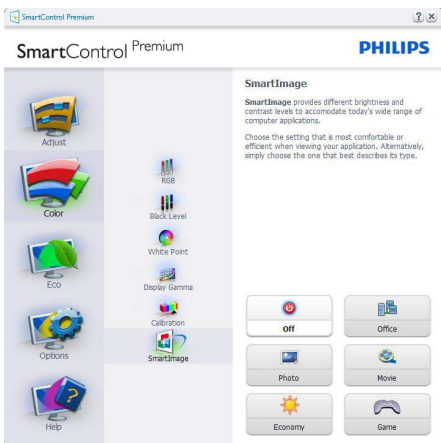 SmartControl Premium
SmartControl Premium
PHILIPS
Adjust
Color
Eco
Options
Help
RGB
Black Level
White Point
Display Gamma
Calibration
SmartImage
SmartImage
SmartImage provides different brightness and
contrast levels to accomodate today's wide range of
computer applications.
Choose the setting that is most comfortable or
efficient when viewing your application. Alternatively,
simply choose the one that best describes its type.
Off
Office
Photo
Movie
Economy
Game